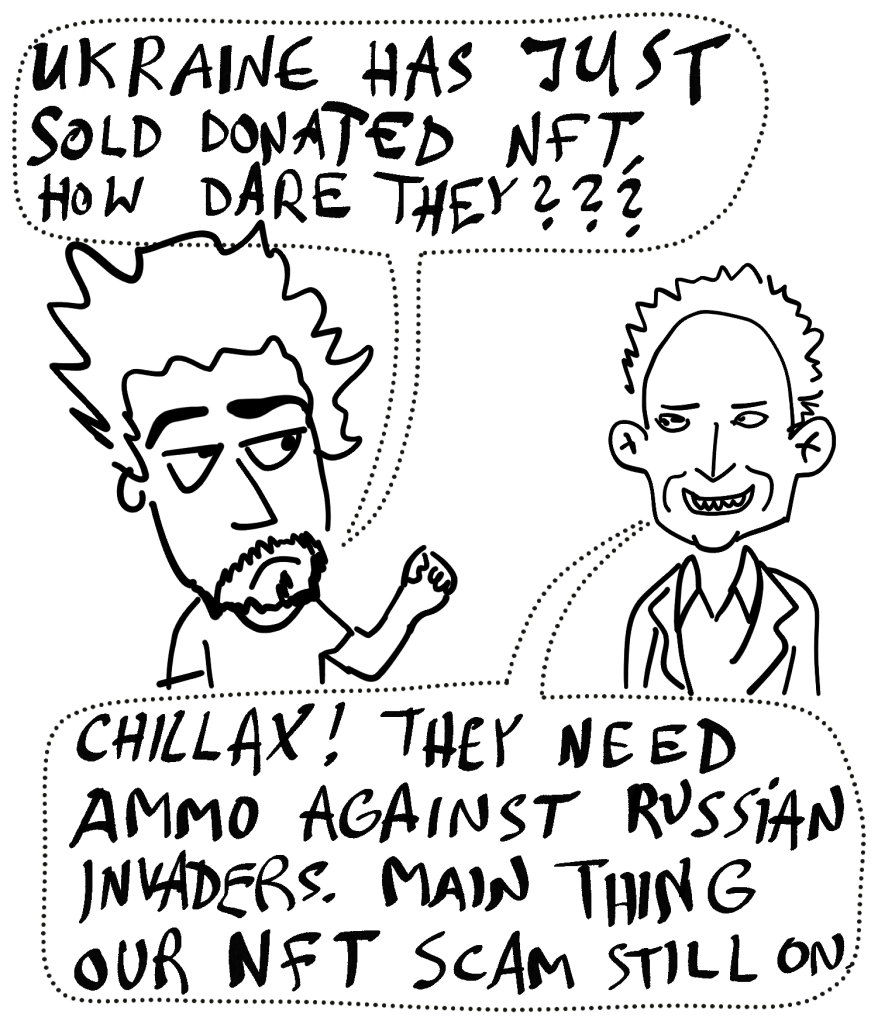 UKRAINE HAS JUST
SOLD DONATED NFT,
HOW DARE THEY???
CHILLAX! THEY NEED
AMMO AGAINST RUSSIAN
INVADERS. MAIN THING
OUR NFT SCAM STILL ON